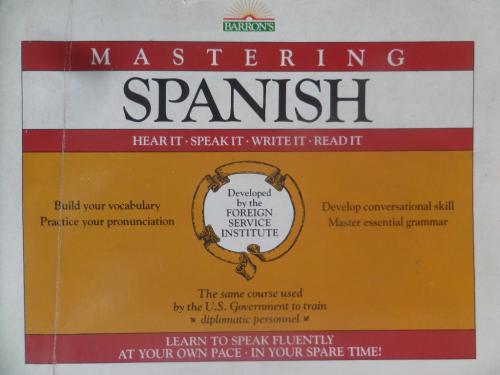 BARRON'S
MASTERING
SPANISH
HEAR IT · SPEAK IT · WRITE IT · READ IT
Build your vocabulary
Practice your pronunciation
Developed
by the
FOREIGN
SERVICE
INSTITUTE
Develop conversational skill
Master essential grammar
The same course used
by the U.S. Government to train
diplomatic personnel
LEARN TO SPEAK FLUENTLY
AT YOUR OWN PACE · IN YOUR SPARE TIME!